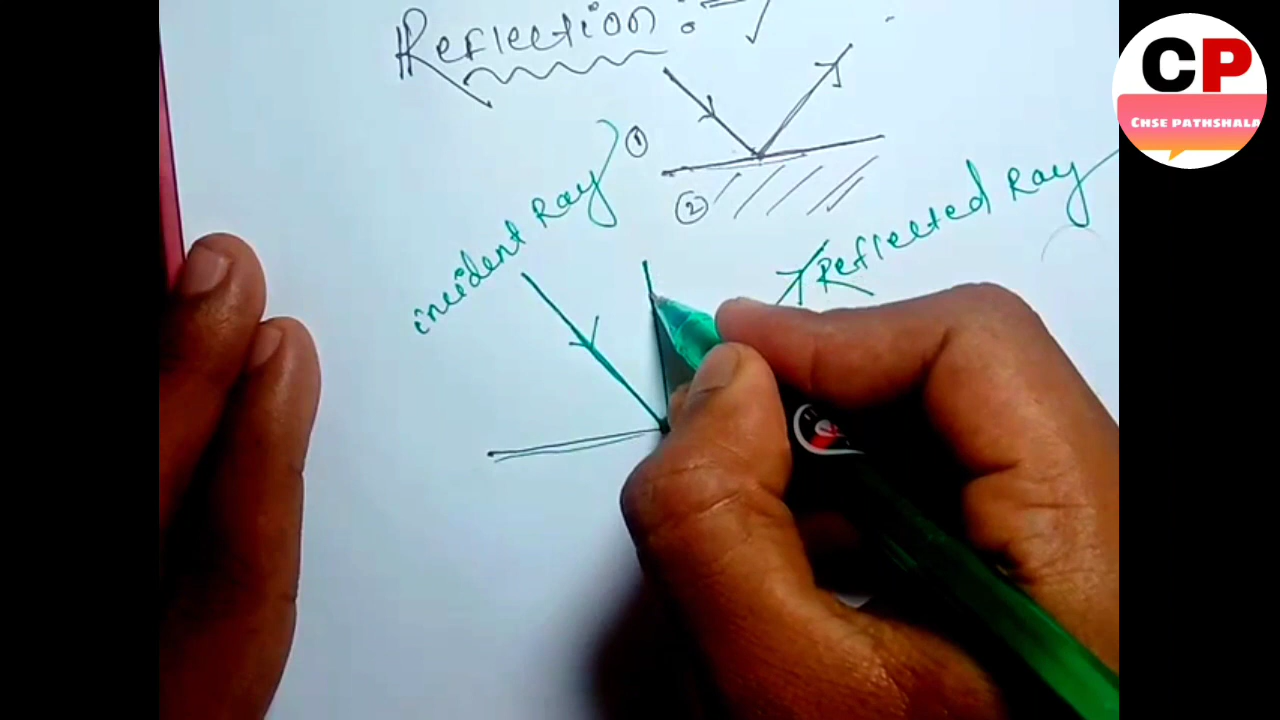 Reflection :
①
②
incident Ray
Reflected Ray
CP
CHSE PATHSHALA